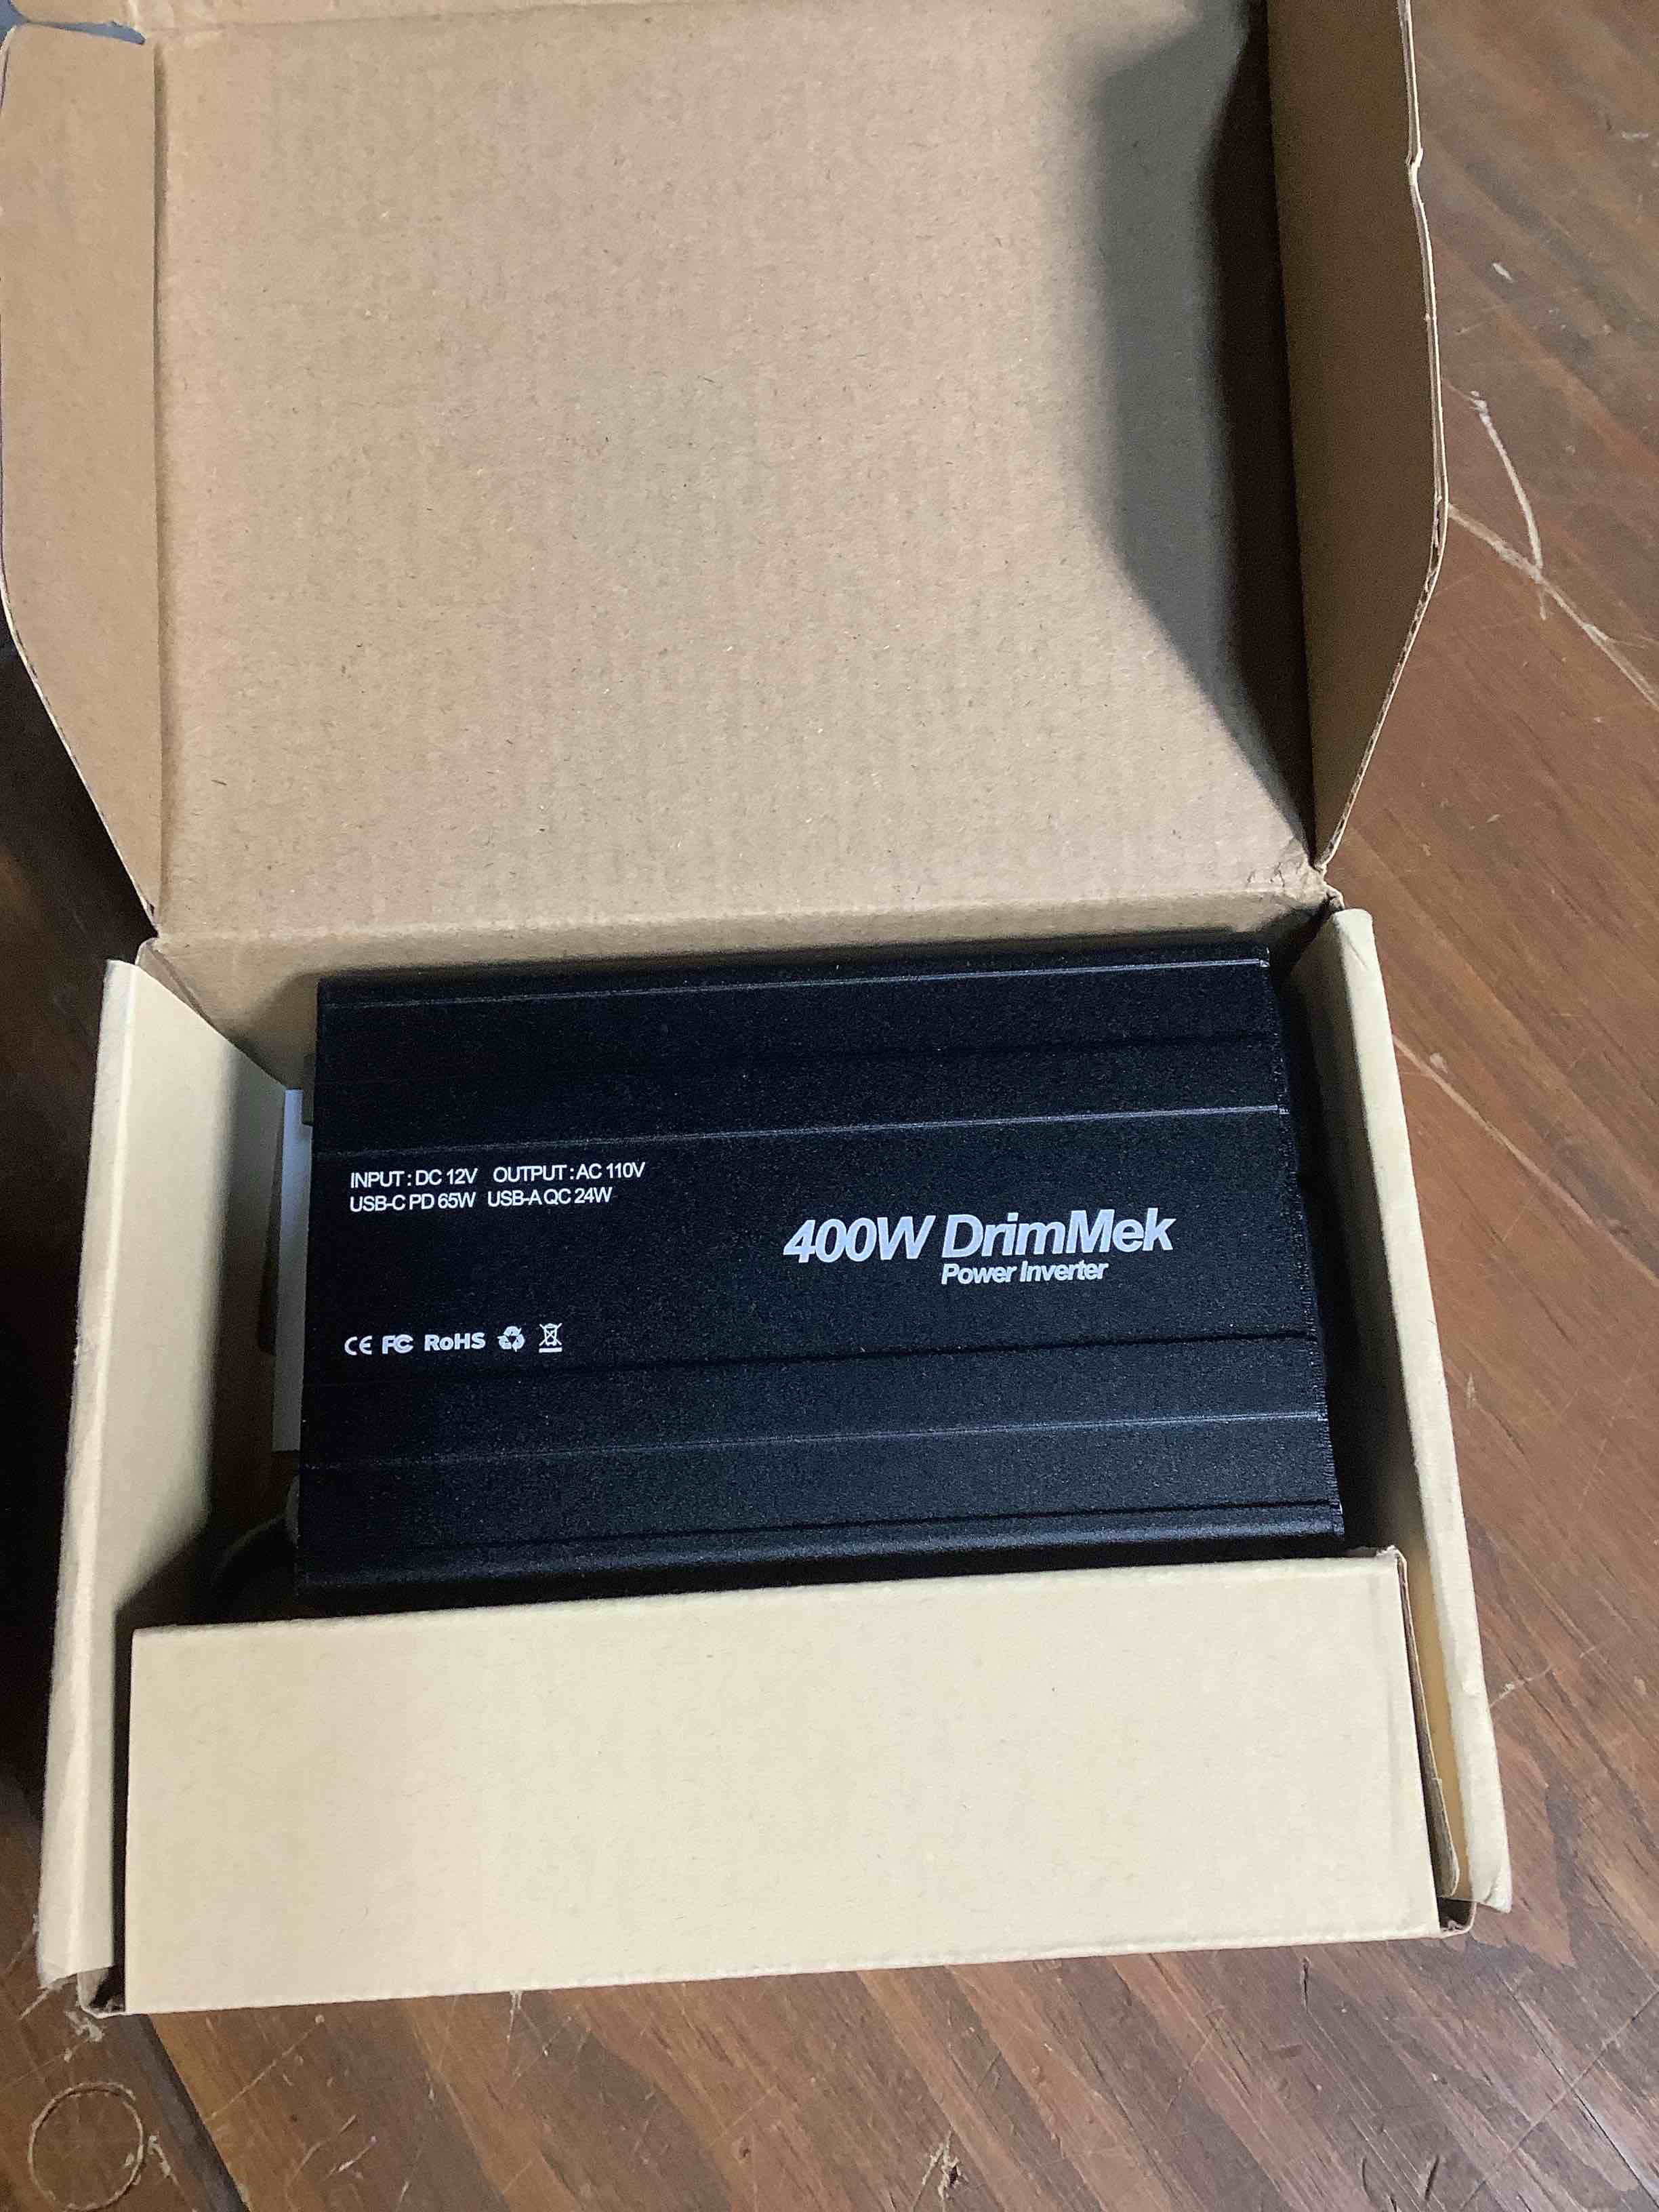 INPUT : DC 12V OUTPUT : AC 110V
USB-C PD 65W USB-A QC 24W
400W DrimMek
Power Inverter
CE FC RoHS